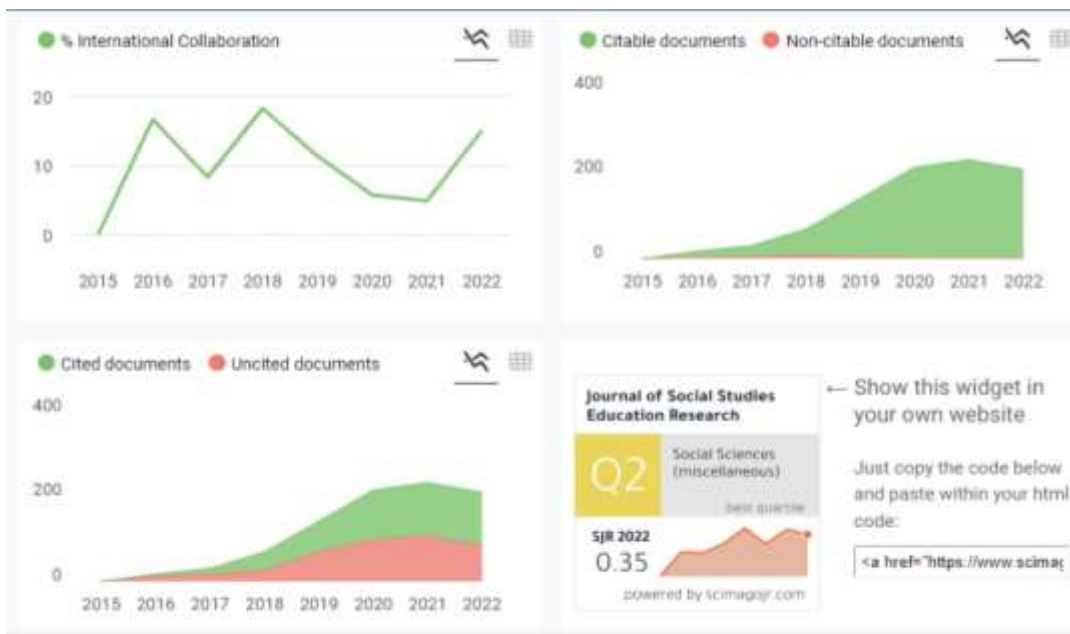 % International Collaboration
20
10
0
2015 2016 2017 2018 2019 2020 2021 2022
Citable documents Non-citable documents
400
200
0
2015 2016 2017 2018 2019 2020 2021 2022
Cited documents Uncited documents
400
200
0
2015 2016 2017 2018 2019 2020 2021 2022
Journal of Social Studies
Education Research
Q2
Social Sciences
(miscellaneous)
best quartile
SJR 2022
0.35
powered by scimagojr.com
← Show this widget in
your own website
Just copy the code below
and paste within your html
code:
<a href="https://www.scimag